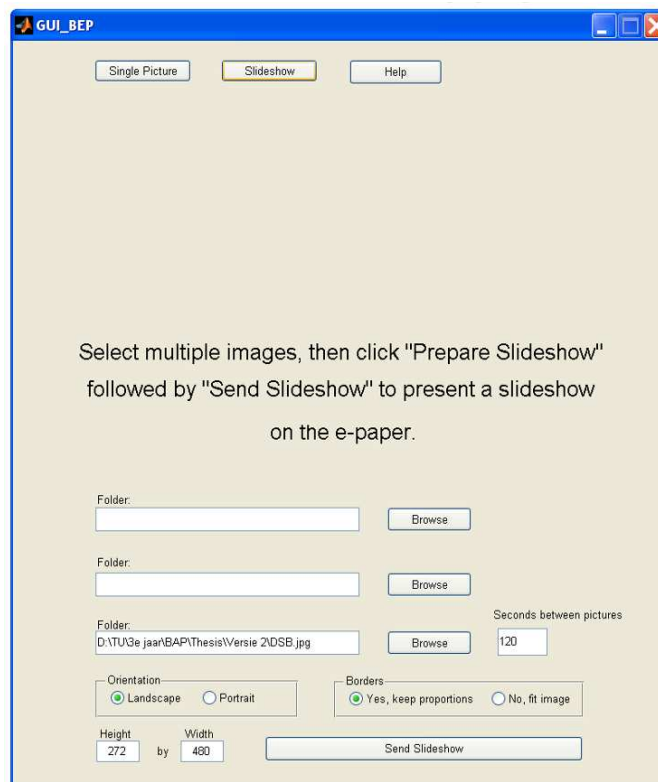 GUI_BEP
Single Picture
Slideshow
Help
Select multiple images, then click "Prepare Slideshow"
followed by "Send Slideshow" to present a slideshow
on the e-paper.
Folder:
Browse
Folder:
Browse
Folder:
Seconds between pictures
D:\TU\3e jaar\BAP\Thesis\Versie 2\DSB.jpg
Browse
120
Orientation
Landscape
Portrait
Borders
Yes, keep proportions
No, fit image
Height
Width
272
by
480
Send Slideshow